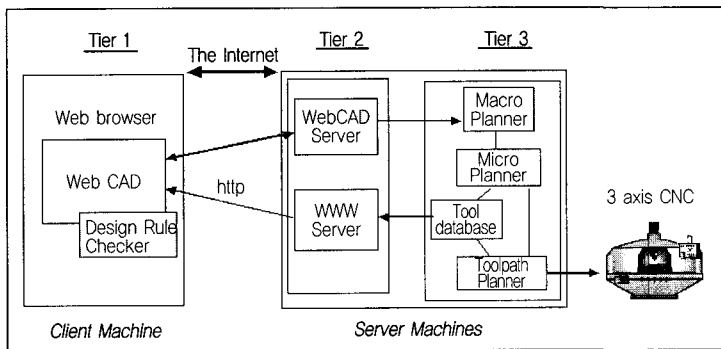 Tier 1
The Internet
Tier 2
Tier 3
Web browser
Web CAD
Design Rule
Checker
http
WebCAD
Server
WWW
Server
Macro
Planner
Micro
Planner
Tool
database
Toolpath
Planner
3 axis CNC
Client Machine
Server Machines